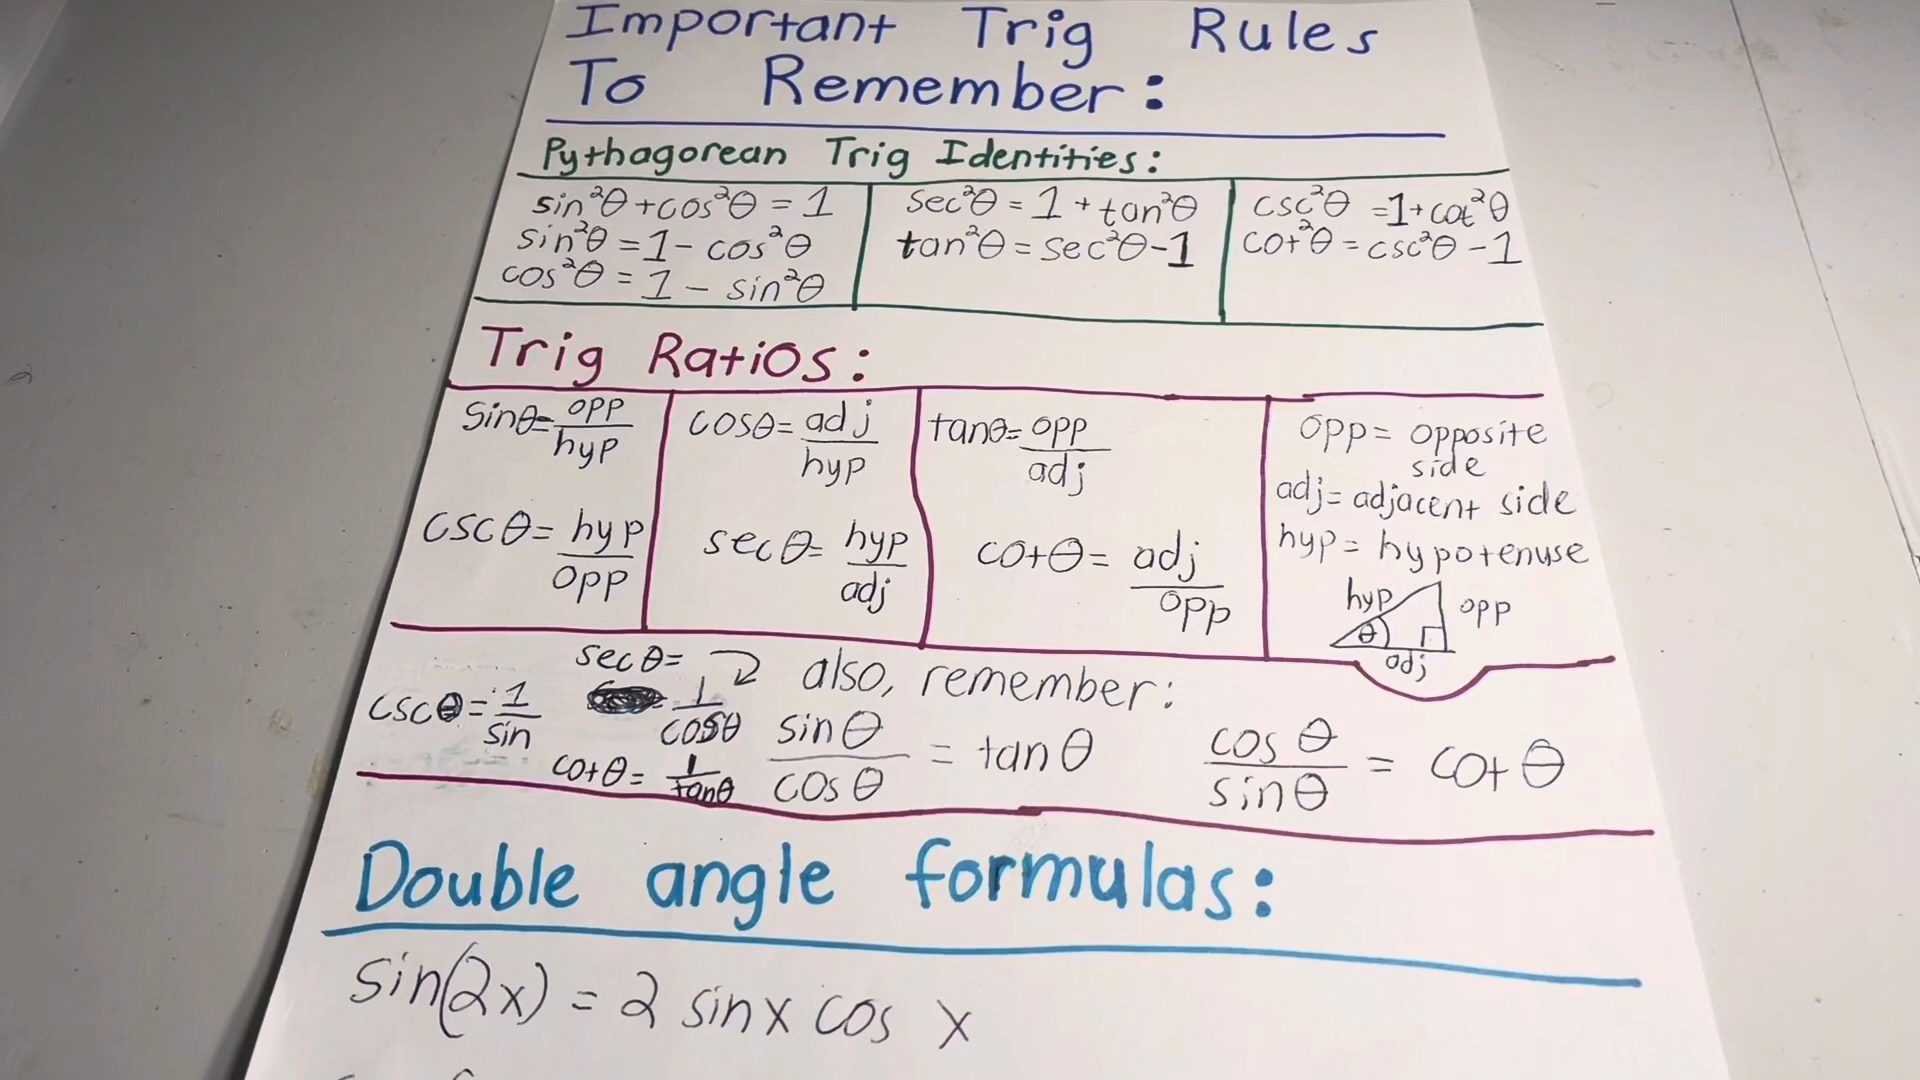 Important Trig Rules
To Remember:
Pythagorean Trig Identities:
sin²θ + cos²θ = 1
sin²θ = 1 - cos²θ
cos²θ = 1 - sin²θ
sec²θ = 1 + tan²θ
tan²θ = sec²θ - 1
csc²θ = 1 + cot²θ
cot²θ = csc²θ - 1
Trig Ratios:
sinθ = opp/hyp
cscθ = hyp/opp
cosθ = adj/hyp
secθ = hyp/adj
tanθ = opp/adj
cotθ = adj/opp
opp = opposite
side
adj = adjacent side
hyp = hypotenuse
hyp
opp
θ
adj
cscθ = 1/sin
secθ =
1/cosθ
cotθ = 1/tanθ
also, remember:
sinθ/cosθ = tanθ
cosθ/sinθ = cotθ
Double angle formulas:
sin(2x) = 2 sinx cos x